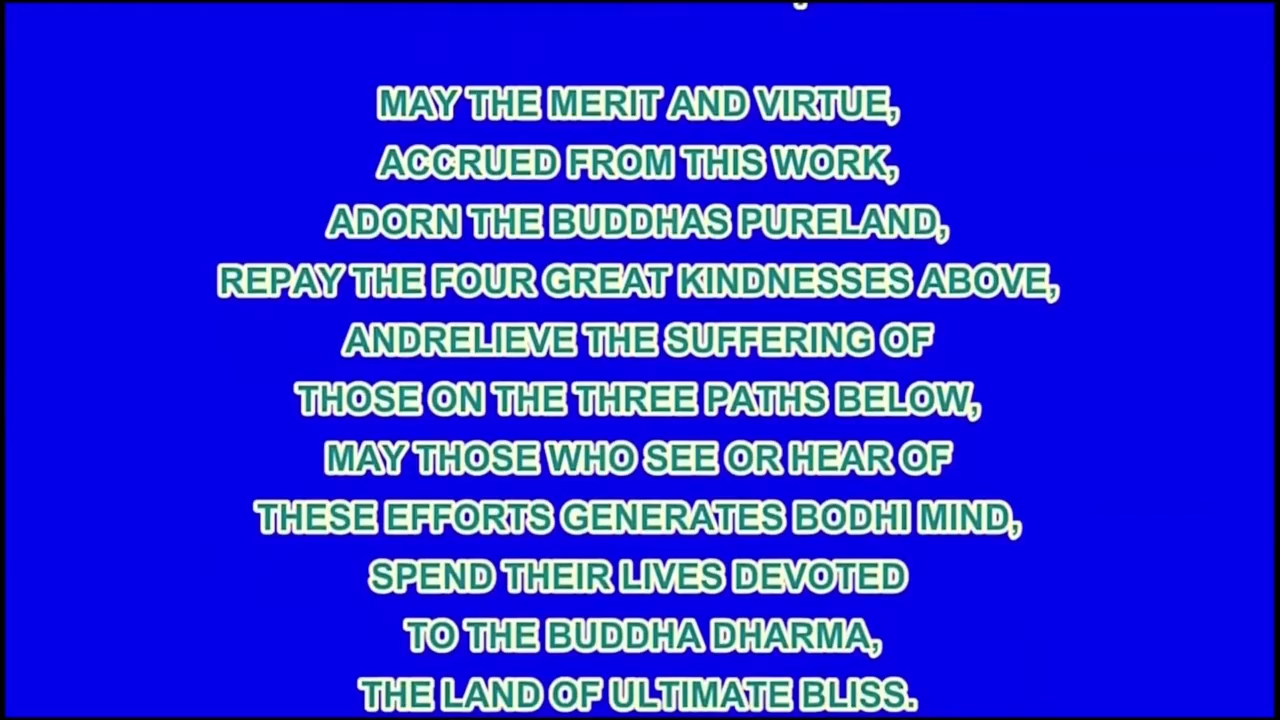 MAY THE MERIT AND VIRTUE,
ACCRUED FROM THIS WORK,
ADORN THE BUDDHAS PURELAND,
REPAY THE FOUR GREAT KINDNESSES ABOVE,
ANDRELIEVE THE SUFFERING OF
THOSE ON THE THREE PATHS BELOW,
MAY THOSE WHO SEE OR HEAR OF
THESE EFFORTS GENERATES BODHI MIND,
SPEND THEIR LIVES DEVOTED
TO THE BUDDHA DHARMA,
THE LAND OF ULTIMATE BLISS.